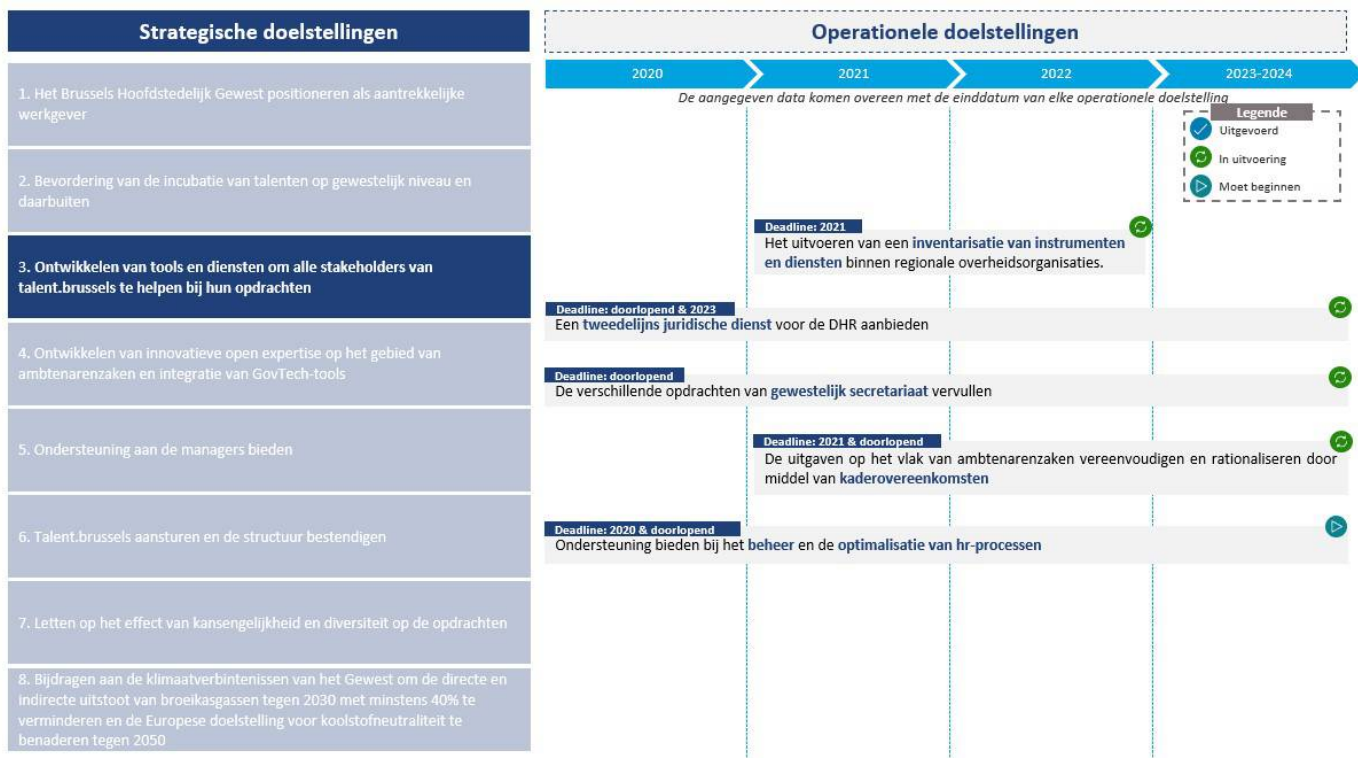 Strategische doelstellingen
1. Het Brussels Hoofdstedelijk Gewest positioneren als aantrekkelijke
werkgever
2. Bevordering van de incubatie van talenten op gewestelijk niveau en
daarbuiten
3. Ontwikkelen van tools en diensten om alle stakeholders van
talent.brussels te helpen bij hun opdrachten
4. Ontwikkelen van innovatieve open expertise op het gebied van
ambtenarenzaken en integratie van GovTech-tools
5. Ondersteuning aan de managers bieden
6. Talent.brussels aansturen en de structuur bestendigen
7. Letten op het effect van kansengelijkheid en diversiteit op de opdrachten
8. Bijdragen aan de klimaatverbintenissen van het Gewest om de directe en
indirecte uitstoot van broeikasgassen tegen 2030 met minstens 40% te
verminderen en de Europese doelstelling voor koolstofneutraliteit te
benaderen tegen 2050
Operationele doelstellingen
2020
2021
2022
2023-2024
De aangegeven data komen overeen met de einddatum van elke operationele doelstelling
Legende
Uitgevoerd
In uitvoering
Moet beginnen
Deadline: 2021
Het uitvoeren van een inventarisatie van instrumenten
en diensten binnen regionale overheidsorganisaties.
Deadline: doorlopend & 2023
Een tweedelijns juridische dienst voor de DHR aanbieden
Deadline: doorlopend
De verschillende opdrachten van gewestelijk secretariaat vervullen
Deadline: 2021 & doorlopend
De uitgaven op het vlak van ambtenarenzaken vereenvoudigen en rationaliseren door
middel van kaderovereenkomsten
Deadline: 2020 & doorlopend
Ondersteuning bieden bij het beheer en de optimalisatie van hr-processen